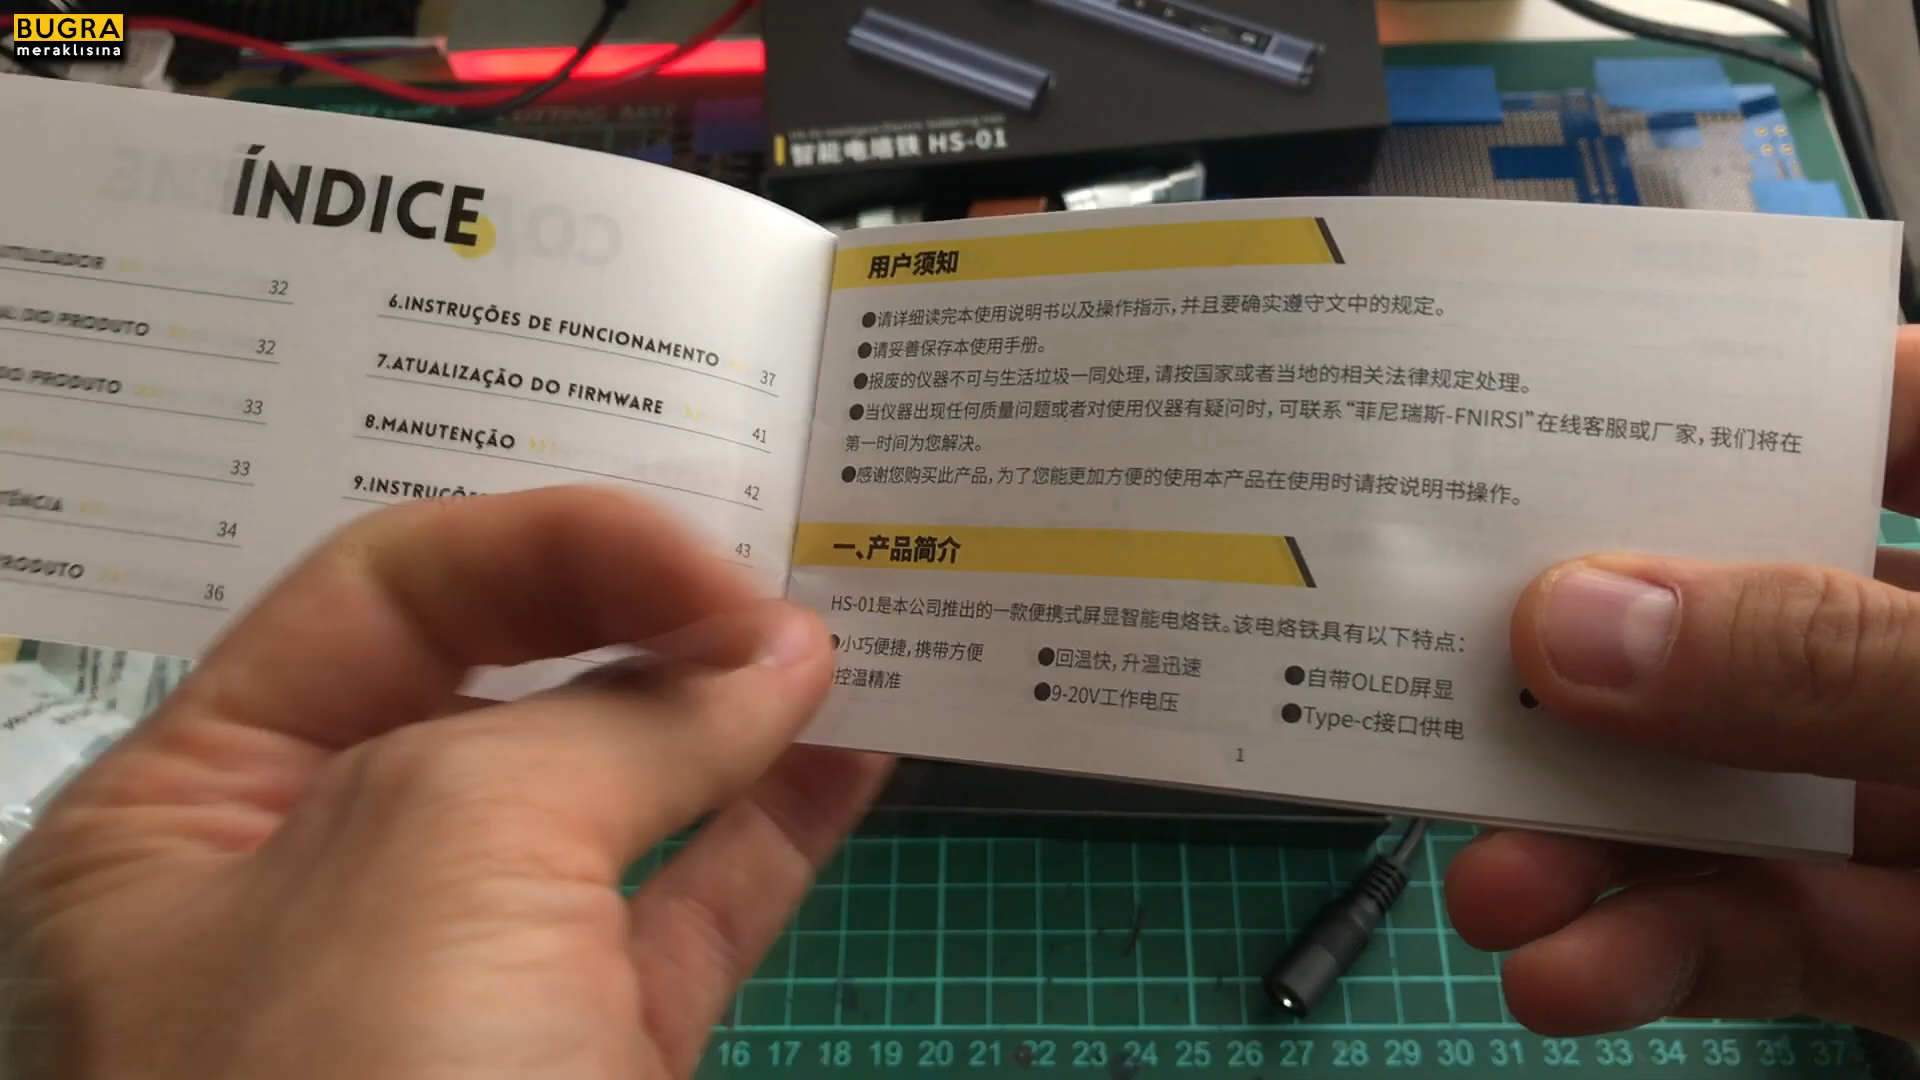 BUGRA
meraklısına
智能电烙铁 HS-01
ÍNDICE
UTILIZADOR
32
DO PRODUTO
32
DO PRODUTO
33
33
34
PRODUTO
36
6.INSTRUÇÕES DE FUNCIONAMENTO
37
7.ATUALIZAÇÃO DO FIRMWARE
41
8.MANUTENÇÃO
42
43
用户须知
●请详细读完本使用说明书以及操作指示,并且要确实遵守文中的规定。
●请妥善保存本使用手册。
●报废的仪器不可与生活垃圾一同处理,请按国家或者当地的相关法律规定处理。
●当仪器出现任何质量问题或者对使用仪器有疑问时,可联系“菲尼瑞斯-FNIRSI”在线客服或厂家,我们将在
第一时间为您解决。
●感谢您购买此产品,为了您能更加方便的使用本产品在使用时请按说明书操作。
一、产品简介
HS-01是本公司推出的一款便携式屏显智能电烙铁。该电烙铁具有以下特点:
●小巧便捷,携带方便 ●回温快,升温迅速 ●自带OLED屏显
●控温精准 ●9-20V工作电压 ●Type-c接口供电
1
16 17 18 19 20 21 22 23 24 25 26 27 28 29 30 31 32 33 34 35 36 37